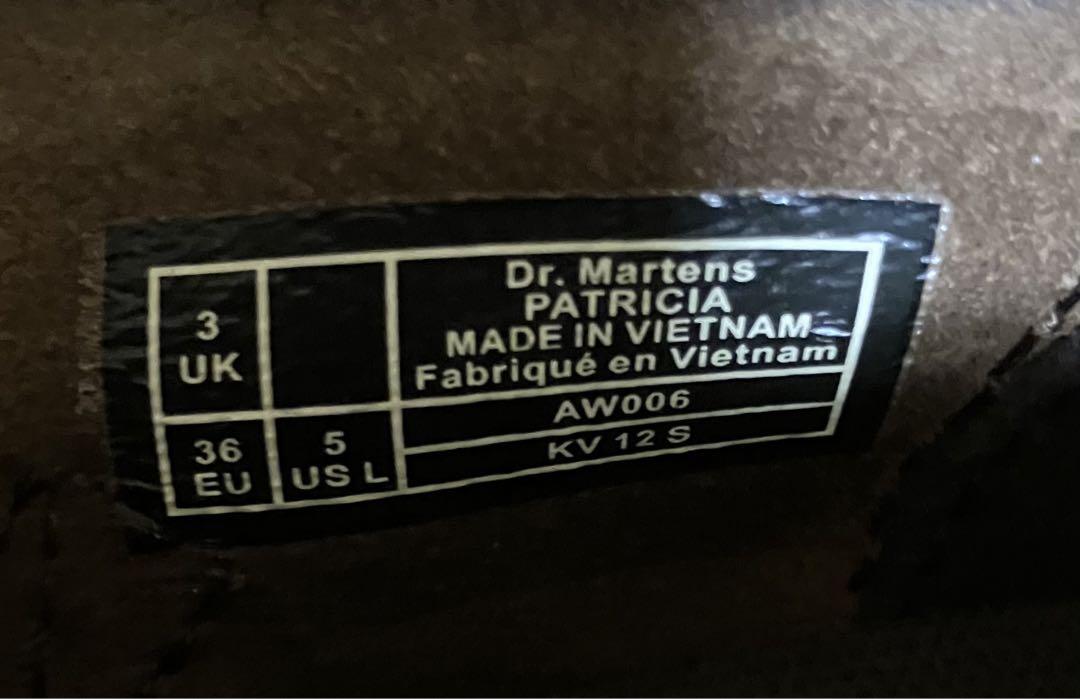 3
UK
36
EU
5
US L
Dr. Martens
PATRICIA
MADE IN VIETNAM
Fabriqué en Vietnam
AW006
KV 12 S